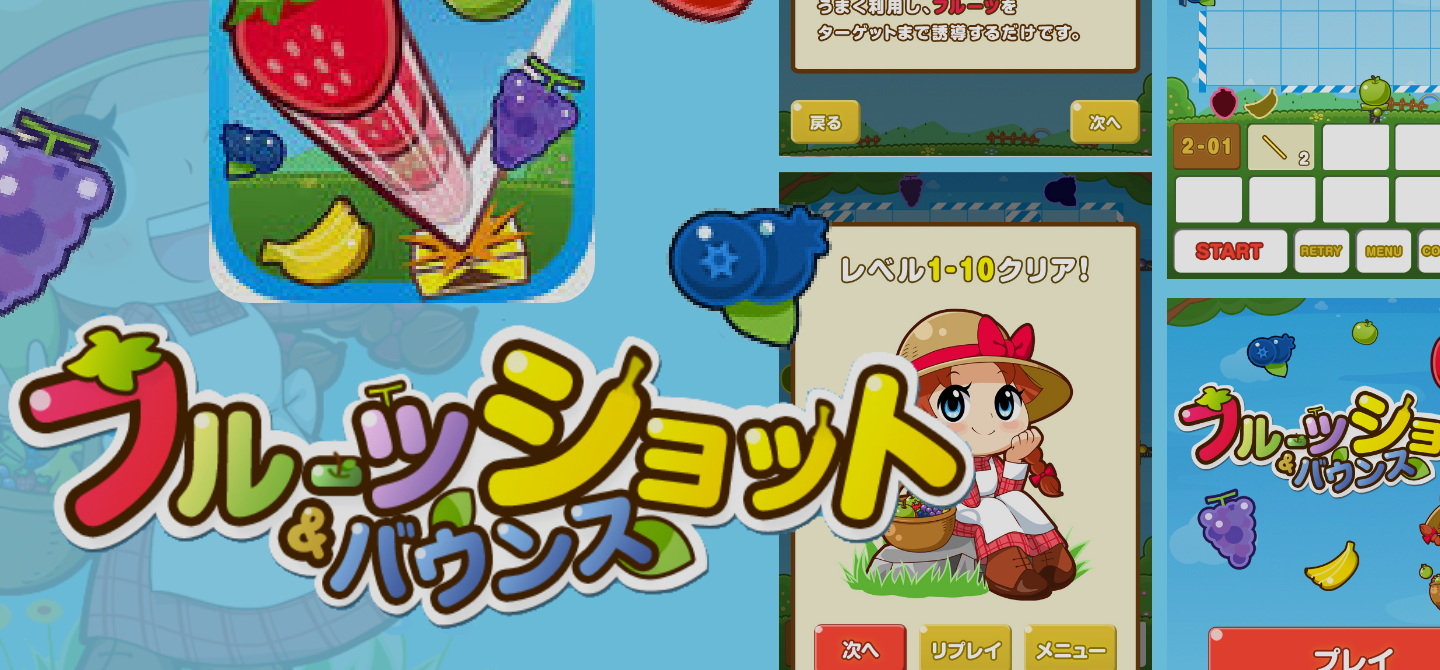 うまく利用し、フルーツを
ターゲットまで誘導するだけです。
戻る
次へ
2-01
2
START
RETRY
MENU
レベル1-10クリア!
フルーツショット
&バウンス
次へ
リプレイ
メニュー
フルーツショ
&バウンス
プレイ